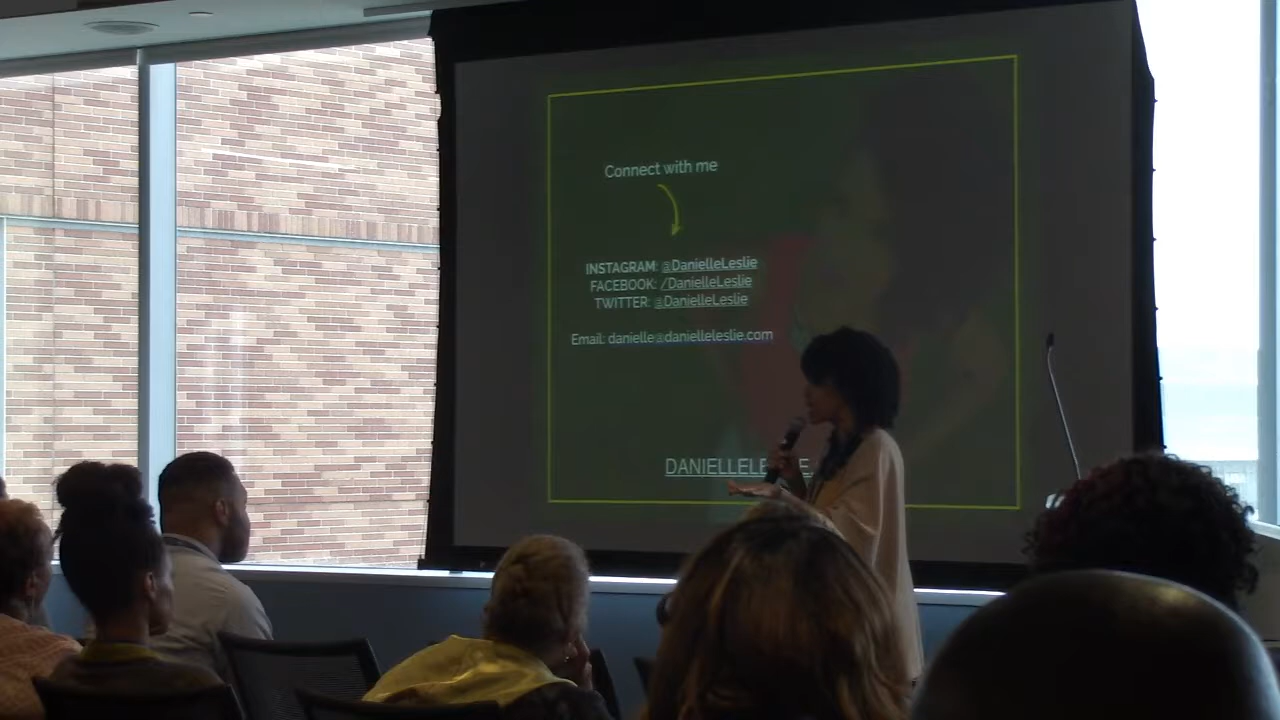 Connect with me
INSTAGRAM: @DanielleLeslie
FACEBOOK: /DanielleLeslie
TWITTER: @DanielleLeslie
Email: danielle@danielleleslie.com